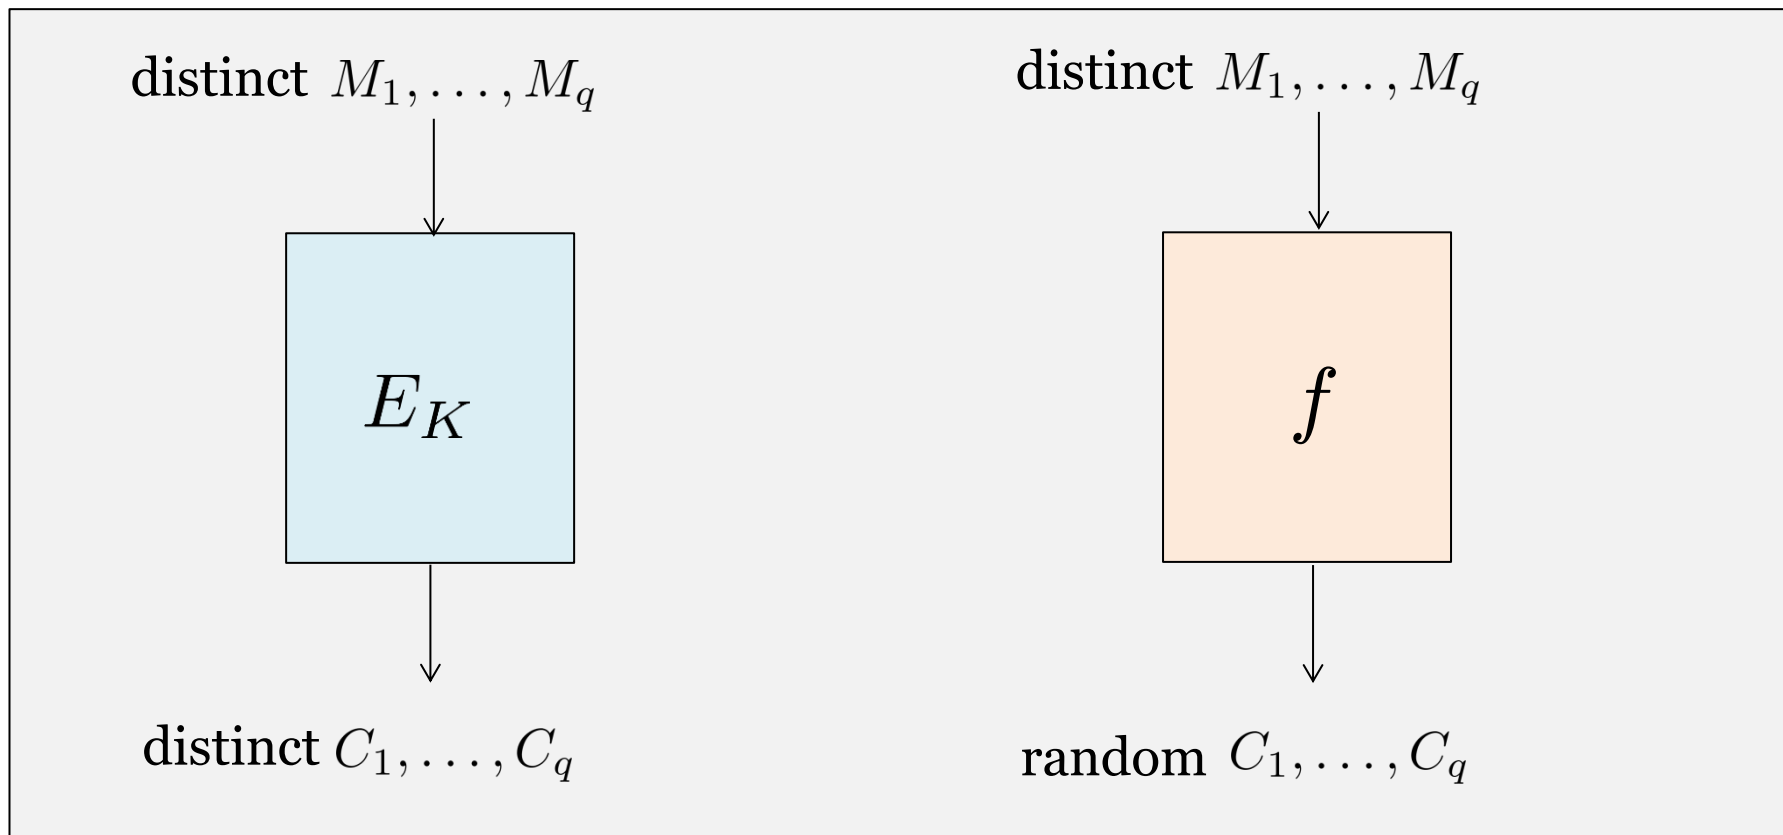 distinct M_1, ..., M_q
distinct M_1, ..., M_q
E_K
f
distinct C_1, ..., C_q
random C_1, ..., C_q